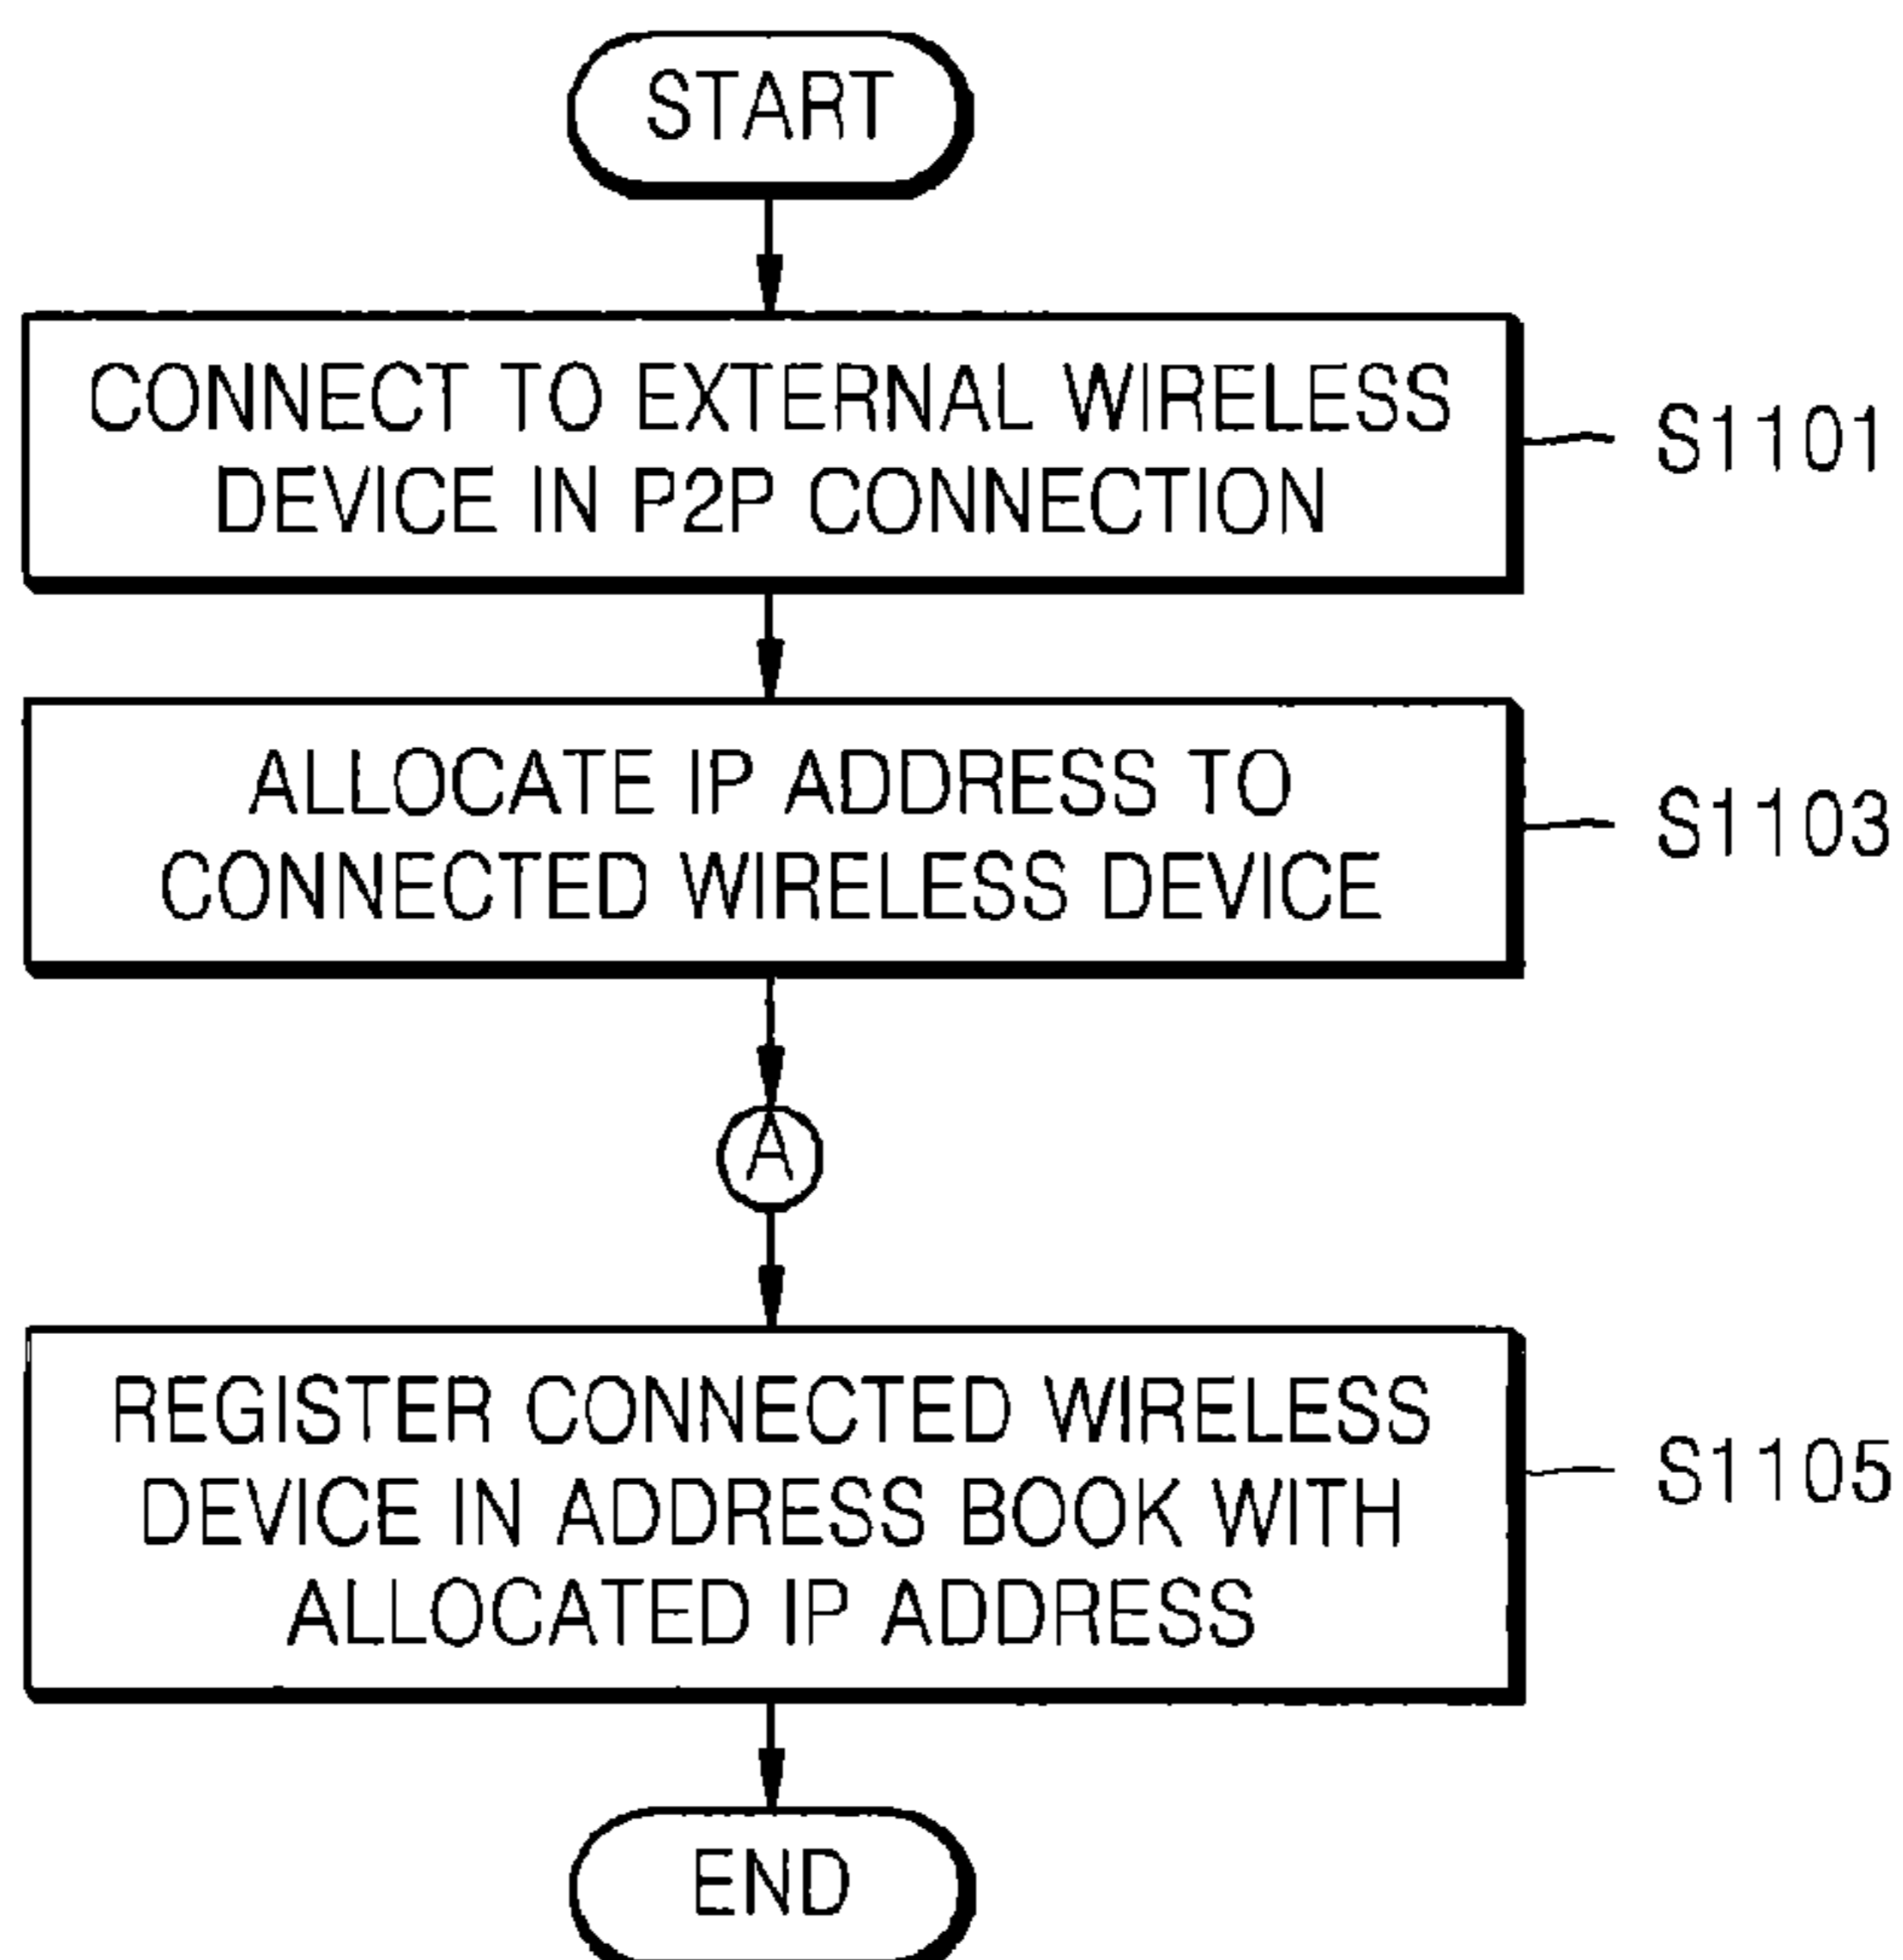 START
CONNECT TO EXTERNAL WIRELESS
DEVICE IN P2P CONNECTION
S1101
ALLOCATE IP ADDRESS TO
CONNECTED WIRELESS DEVICE
S1103
A
REGISTER CONNECTED WIRELESS
DEVICE IN ADDRESS BOOK WITH
ALLOCATED IP ADDRESS
S1105
END